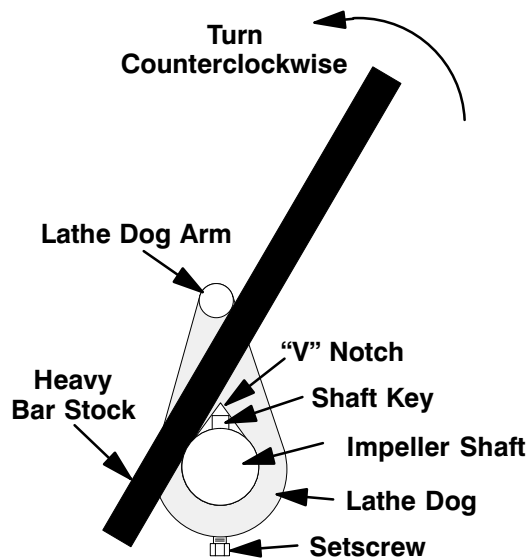 Turn
Counterclockwise
Lathe Dog Arm
“V” Notch
Heavy
Bar Stock
Shaft Key
Impeller Shaft
Lathe Dog
Setscrew